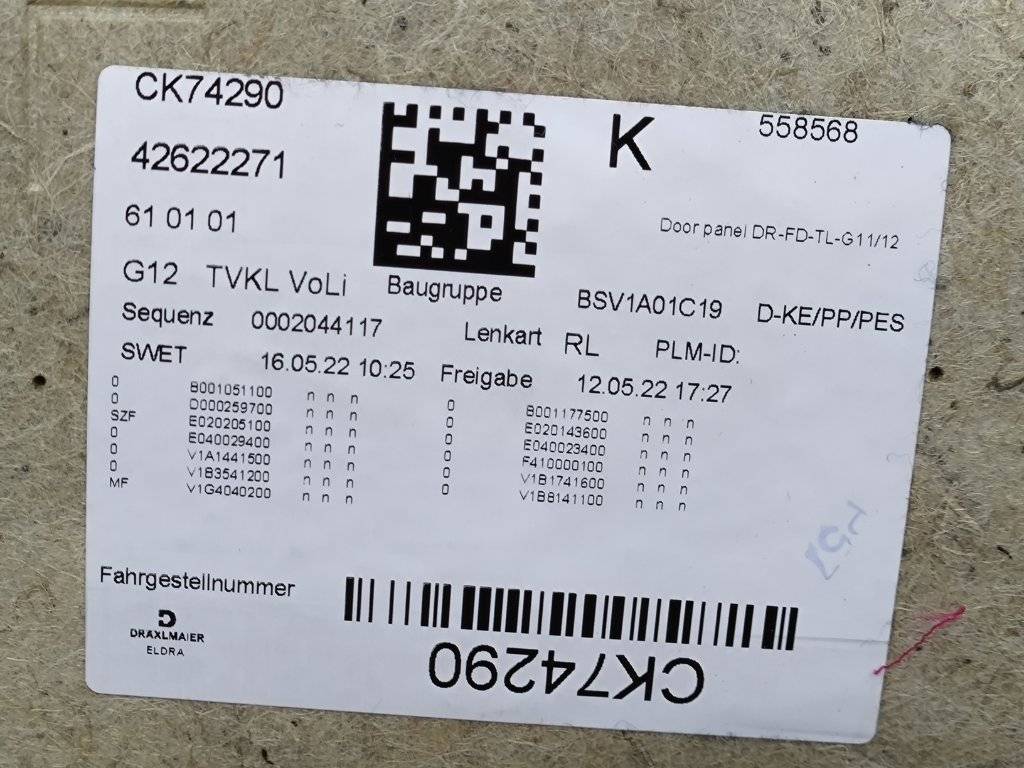 CK74290
K
558568
42622271
Door panel DR-FD-TL-G11/12
61 01 01
G12 TVKL VoLi Baugruppe BSV1A01C19 D-KE/PP/PES
Sequenz 0002044117 Lenkart RL PLM-ID:
SWET 16.05.22 10:25 Freigabe 12.05.22 17:27
0 B001051100 n n n 0 B001177500 n n n
0 D000259700 n n n 0 E020143600 n n n
SZF E020205100 n n n 0 E040023400 n n n
0 E040029400 n n n 0 F410000100 n n n
0 V1A1441500 n n n 0 V1B1741600 n n n
0 V1B3541200 n n n 0 V1B8141100 n n n
MF V1G4040200 n n n
Fahrgestellnummer
DRÄXLMAIER
ELDRA
CK74290